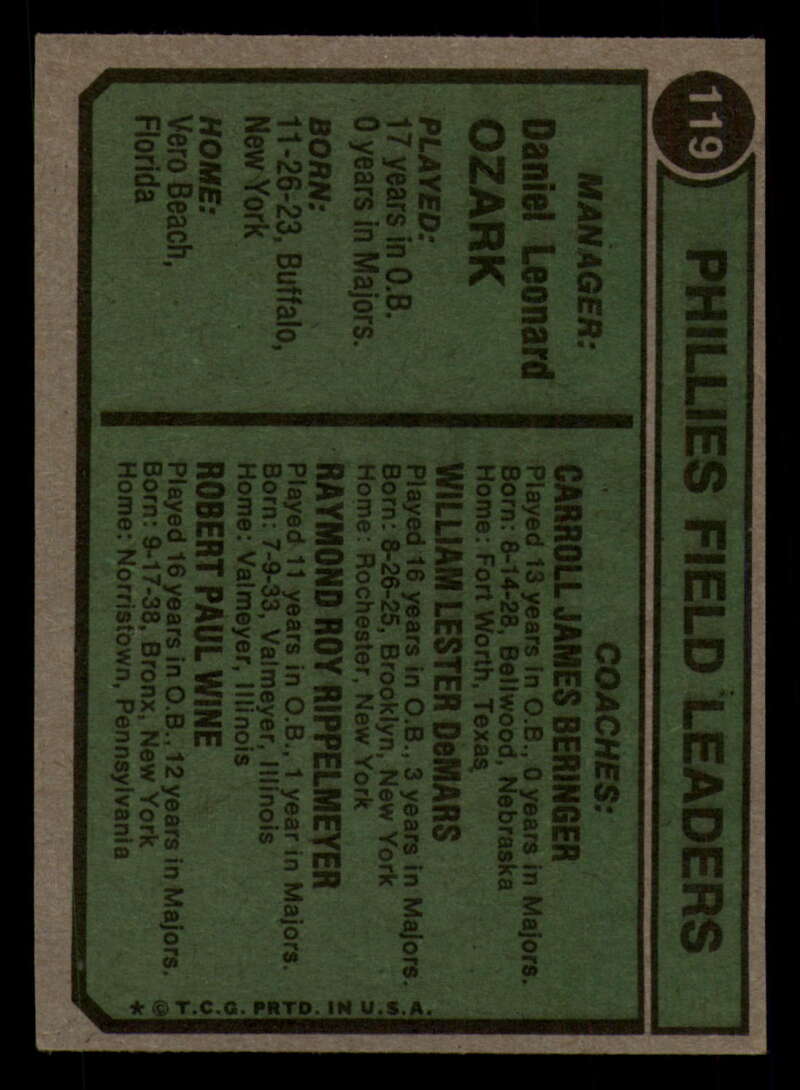 119
PHILLIES FIELD LEADERS
MANAGER:
Daniel Leonard
OZARK
PLAYED:
17 years in O.B.
0 years in Majors.
BORN:
11-26-23, Buffalo,
New York
HOME:
Vero Beach,
Florida
COACHES:
CARROLL JAMES BERINGER
Played 13 years in O.B., 0 years in Majors.
Born: 8-14-28, Bellwood, Nebraska
Home: Fort Worth, Texas
WILLIAM LESTER DeMARS
Played 16 years in O.B., 3 years in Majors.
Born: 8-26-25, Brooklyn, New York
Home: Rochester, New York
RAYMOND ROY RIPPELMEYER
Played 11 years in O.B., 1 year in Majors.
Born: 7-9-33, Valmeyer, Illinois
Home: Valmeyer, Illinois
ROBERT PAUL WINE
Played 16 years in O.B., 12 years in Majors.
Born: 9-17-38, Bronx, New York
Home: Norristown, Pennsylvania
* © T.C.G. PRTD. IN U.S.A.